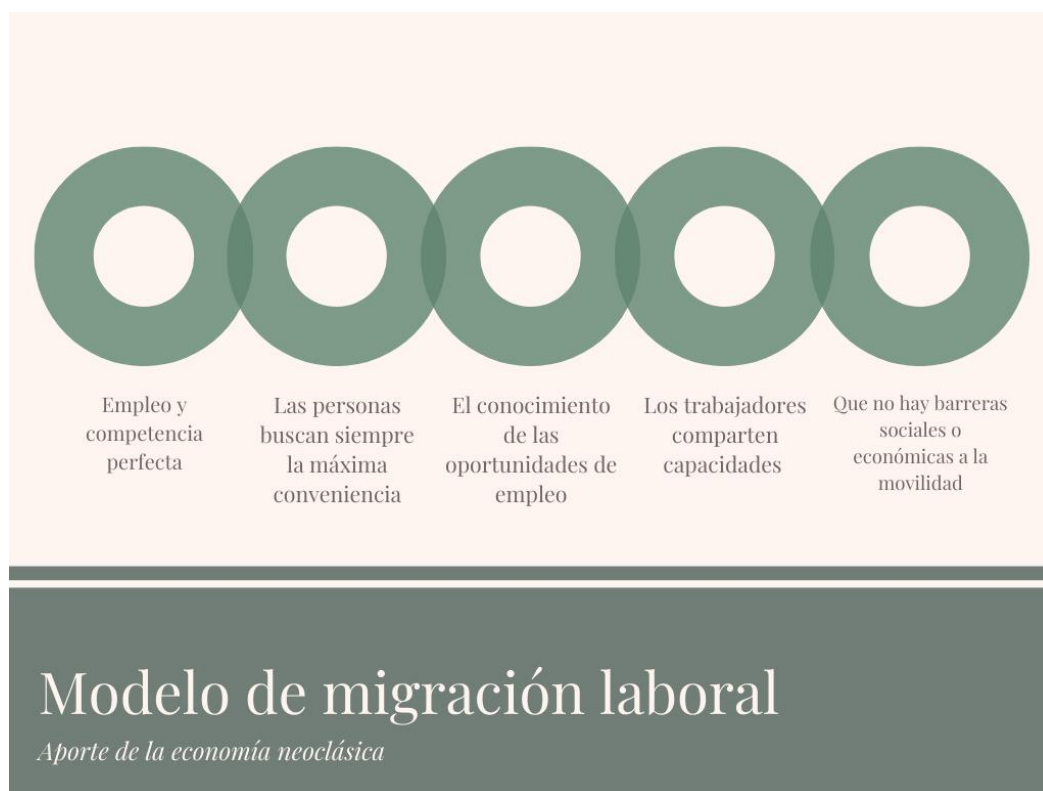 Empleo y
competencia
perfecta
Las personas
buscan siempre
la máxima
conveniencia
El conocimiento
de las
oportunidades de
empleo
Los trabajadores
comparten
capacidades
Que no hay barreras
sociales o
económicas a la
movilidad
Modelo de migración laboral
Aporte de la economía neoclásica